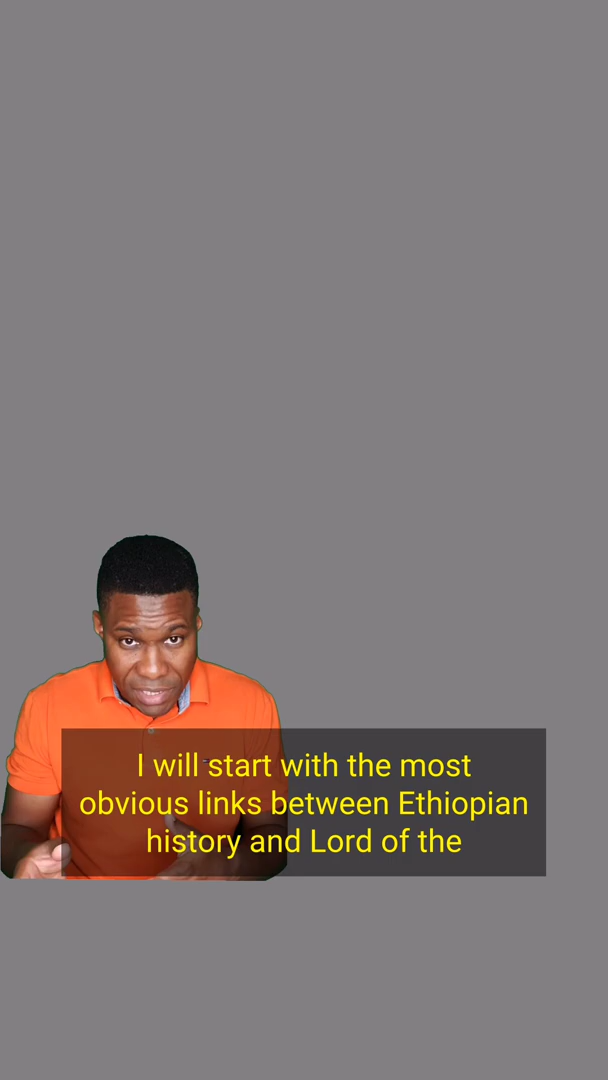 I will start with the most
obvious links between Ethiopian
history and Lord of the